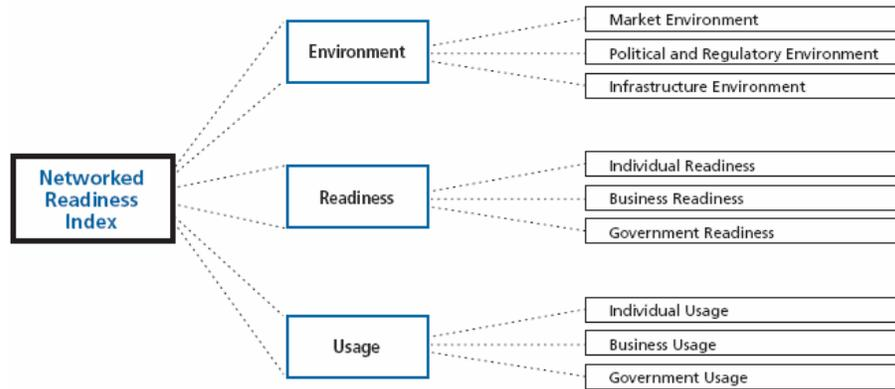 Networked
Readiness
Index
Environment
Market Environment
Political and Regulatory Environment
Infrastructure Environment
Readiness
Individual Readiness
Business Readiness
Government Readiness
Usage
Individual Usage
Business Usage
Government Usage